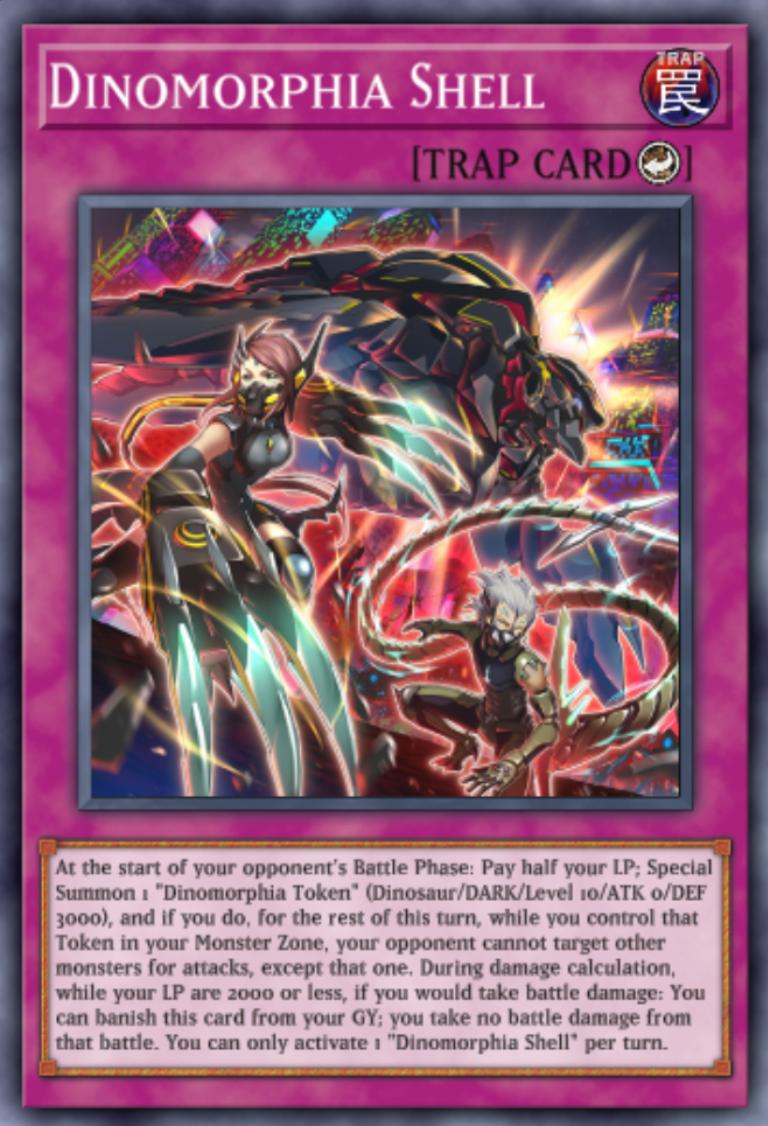 DINOMORPHIA SHELL
TRAP
罠
[TRAP CARD]
At the start of your opponent's Battle Phase: Pay half your LP; Special
Summon 1 "Dinomorphia Token" (Dinosaur/DARK/Level 10/ATK 0/DEF
3000), and if you do, for the rest of this turn, while you control that
Token in your Monster Zone, your opponent cannot target other
monsters for attacks, except that one. During damage calculation,
while your LP are 2000 or less, if you would take battle damage: You
can banish this card from your GY; you take no battle damage from
that battle. You can only activate 1 "Dinomorphia Shell" per turn.